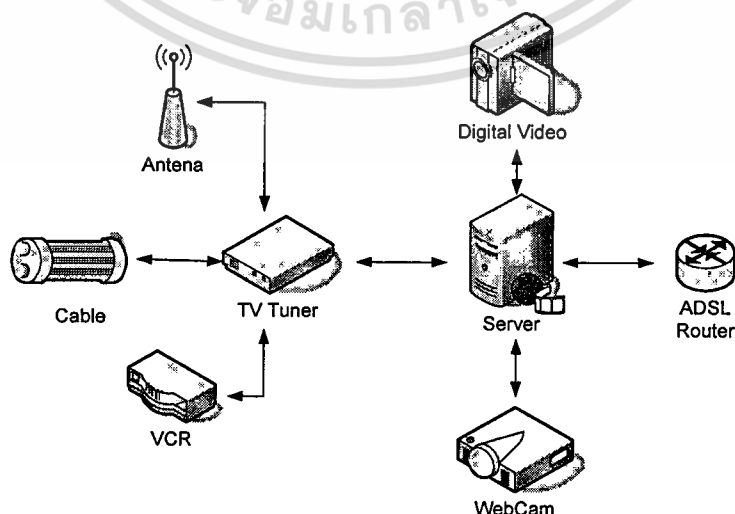 Digital Video
Antena
Cable
TV Tuner
Server
ADSL
Router
VCR
WebCam